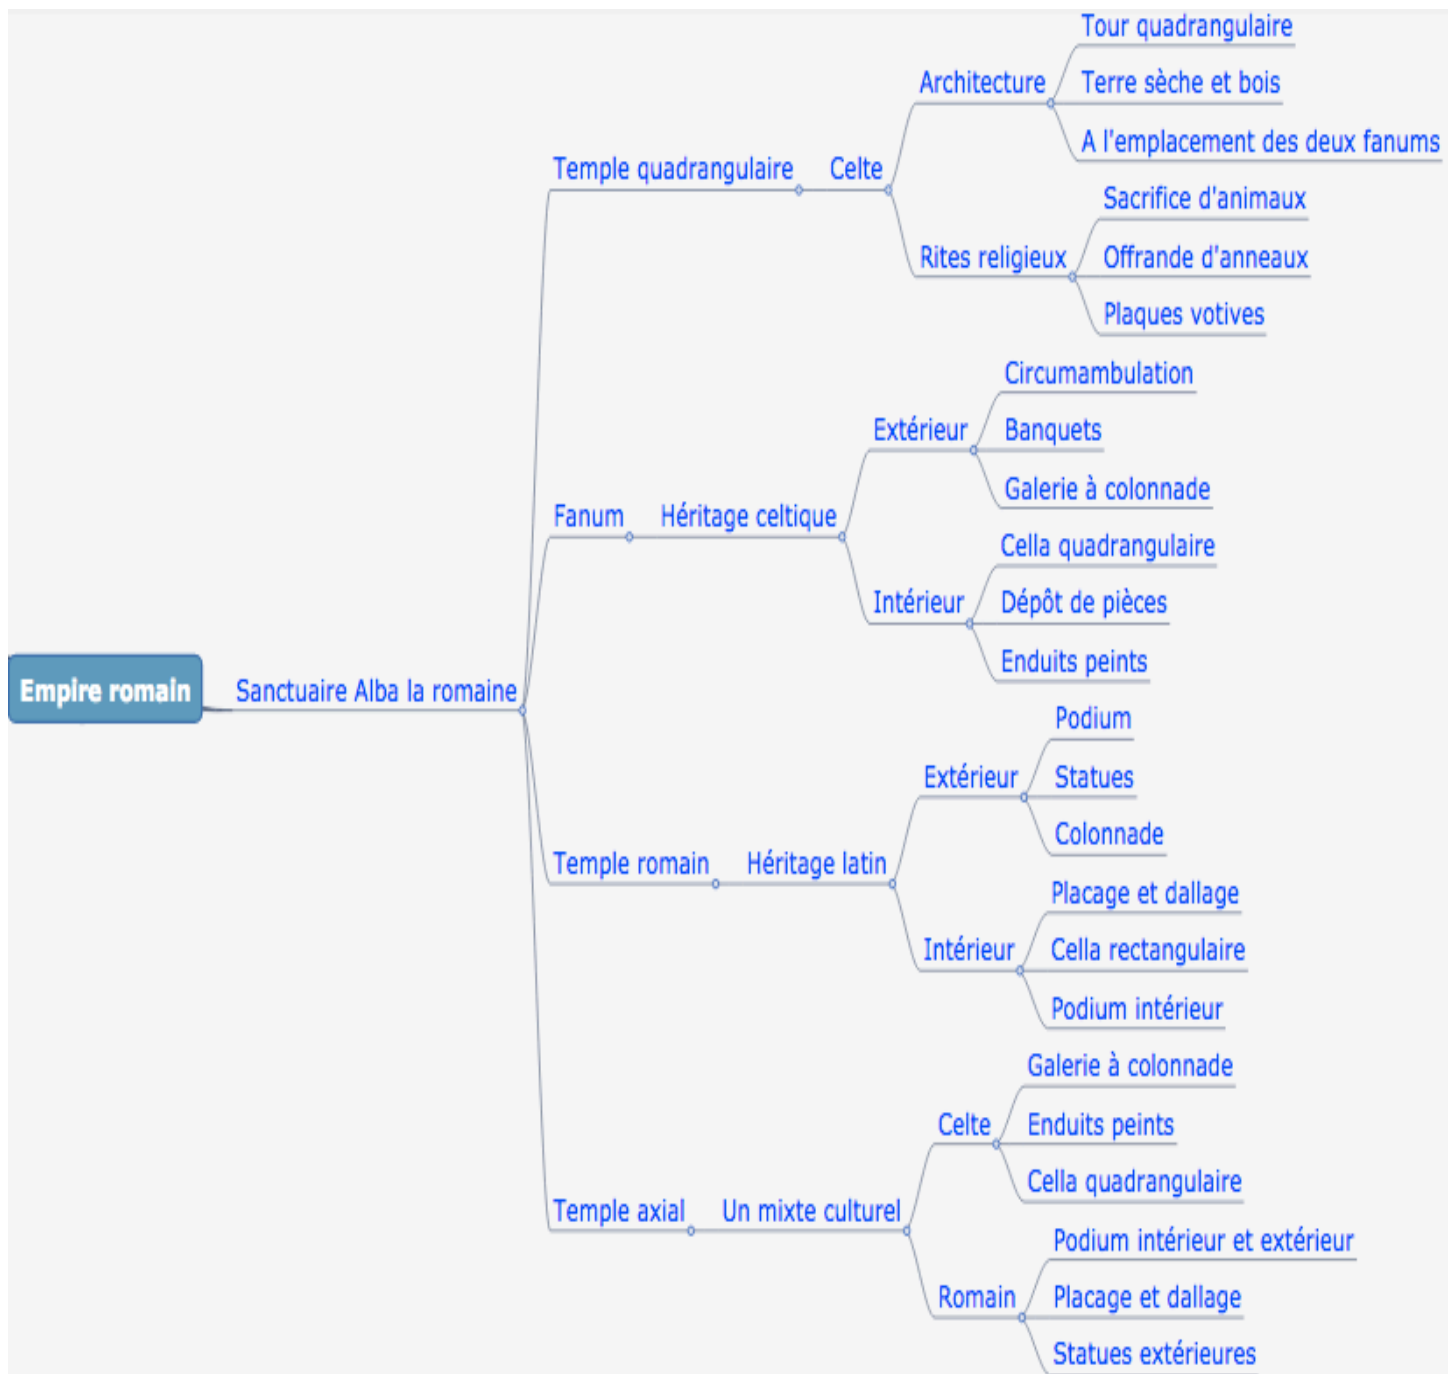 Empire romain
Sanctuaire Alba la romaine
Temple quadrangulaire
Celte
Architecture
Tour quadrangulaire
Terre sèche et bois
A l'emplacement des deux fanums
Rites religieux
Sacrifice d'animaux
Offrande d'anneaux
Plaques votives
Fanum
Héritage celtique
Extérieur
Circumambulation
Banquets
Galerie à colonnade
Intérieur
Cella quadrangulaire
Dépôt de pièces
Enduits peints
Temple romain
Héritage latin
Extérieur
Podium
Statues
Colonnade
Intérieur
Placage et dallage
Cella rectangulaire
Podium intérieur
Temple axial
Un mixte culturel
Celte
Galerie à colonnade
Enduits peints
Cella quadrangulaire
Romain
Podium intérieur et extérieur
Placage et dallage
Statues extérieures